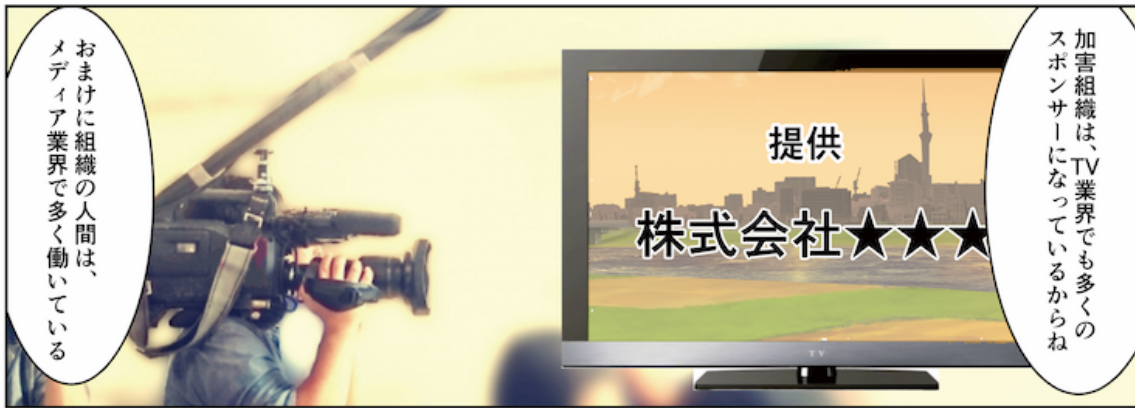 加害組織は、TV業界でも多くの
スポンサーになっているからね
提供
株式会社★★★
TV
おまけに組織の人間は、
メディア業界で多く働いている